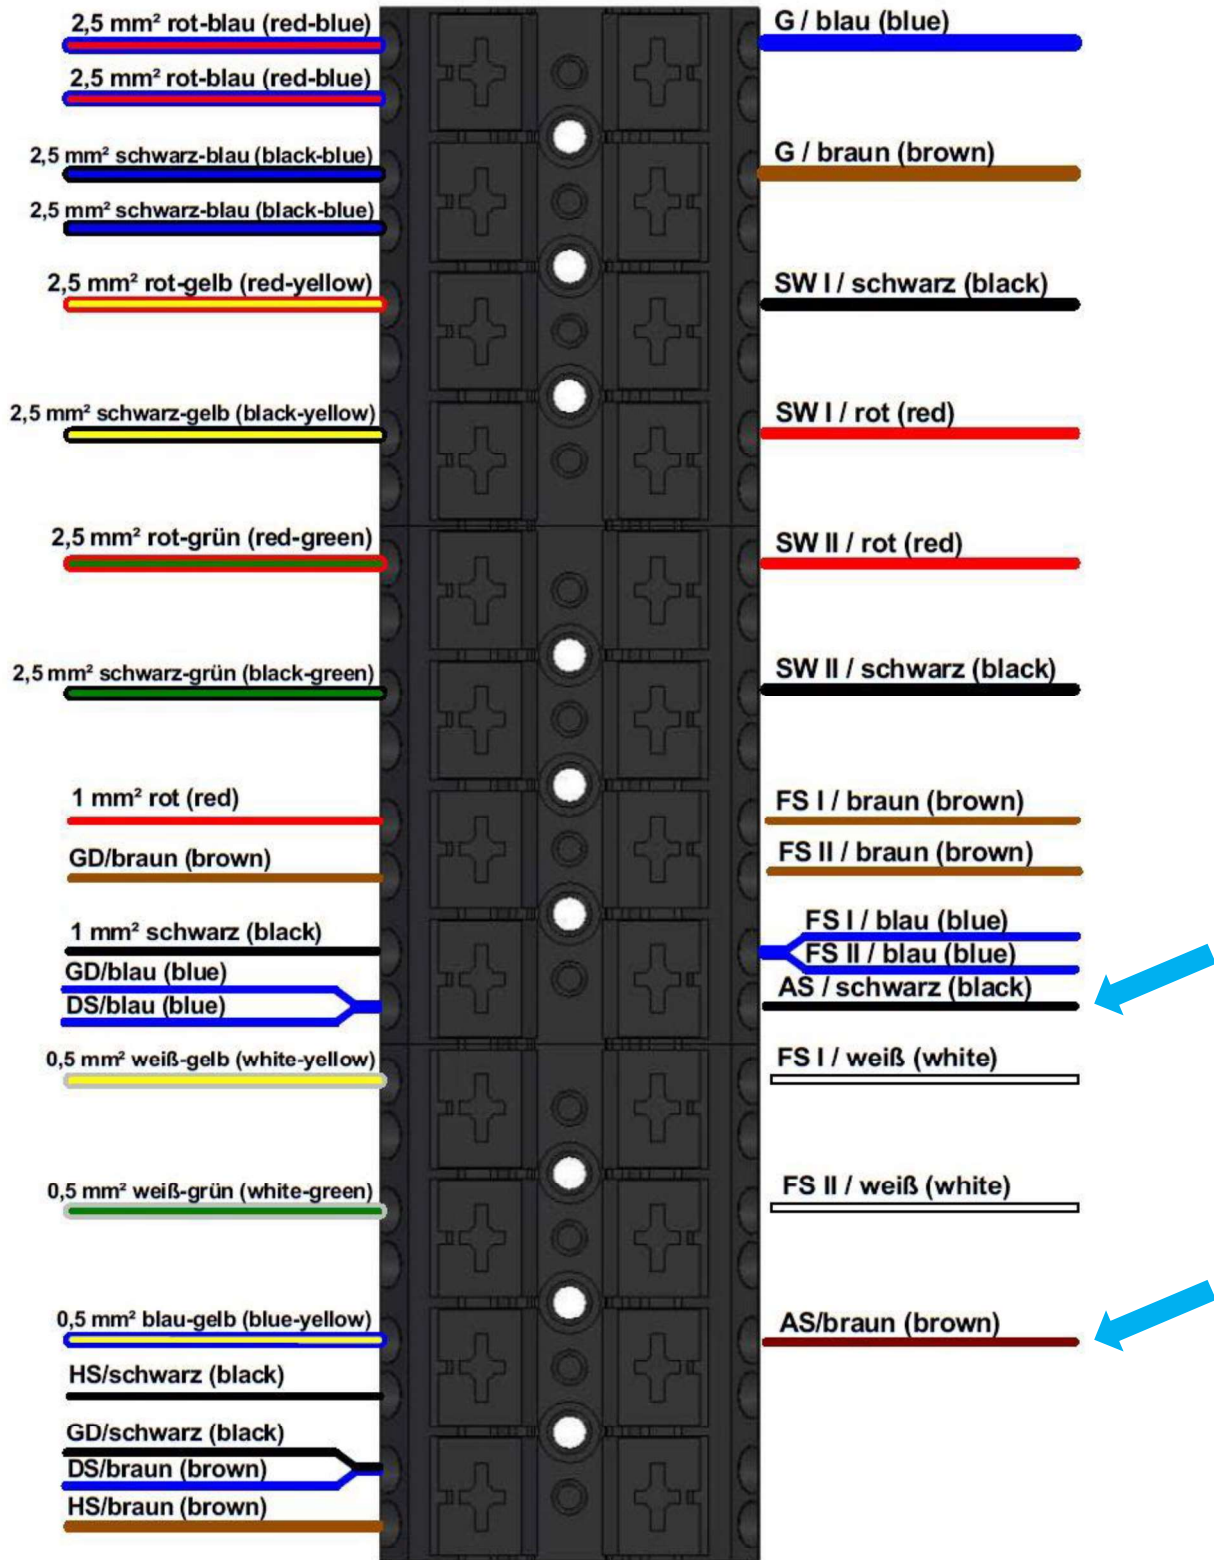 2,5 mm² rot-blau (red-blue)
2,5 mm² rot-blau (red-blue)
2,5 mm² schwarz-blau (black-blue)
2,5 mm² schwarz-blau (black-blue)
2,5 mm² rot-gelb (red-yellow)
2,5 mm² schwarz-gelb (black-yellow)
2,5 mm² rot-grün (red-green)
2,5 mm² schwarz-grün (black-green)
1 mm² rot (red)
GD/braun (brown)
1 mm² schwarz (black)
GD/blau (blue)
DS/blau (blue)
0,5 mm² weiß-gelb (white-yellow)
0,5 mm² weiß-grün (white-green)
0,5 mm² blau-gelb (blue-yellow)
HS/schwarz (black)
GD/schwarz (black)
DS/braun (brown)
HS/braun (brown)
G / blau (blue)
G / braun (brown)
SW I / schwarz (black)
SW I / rot (red)
SW II / rot (red)
SW II / schwarz (black)
FS I / braun (brown)
FS II / braun (brown)
FS I / blau (blue)
FS II / blau (blue)
AS / schwarz (black)
FS I / weiß (white)
FS II / weiß (white)
AS/braun (brown)